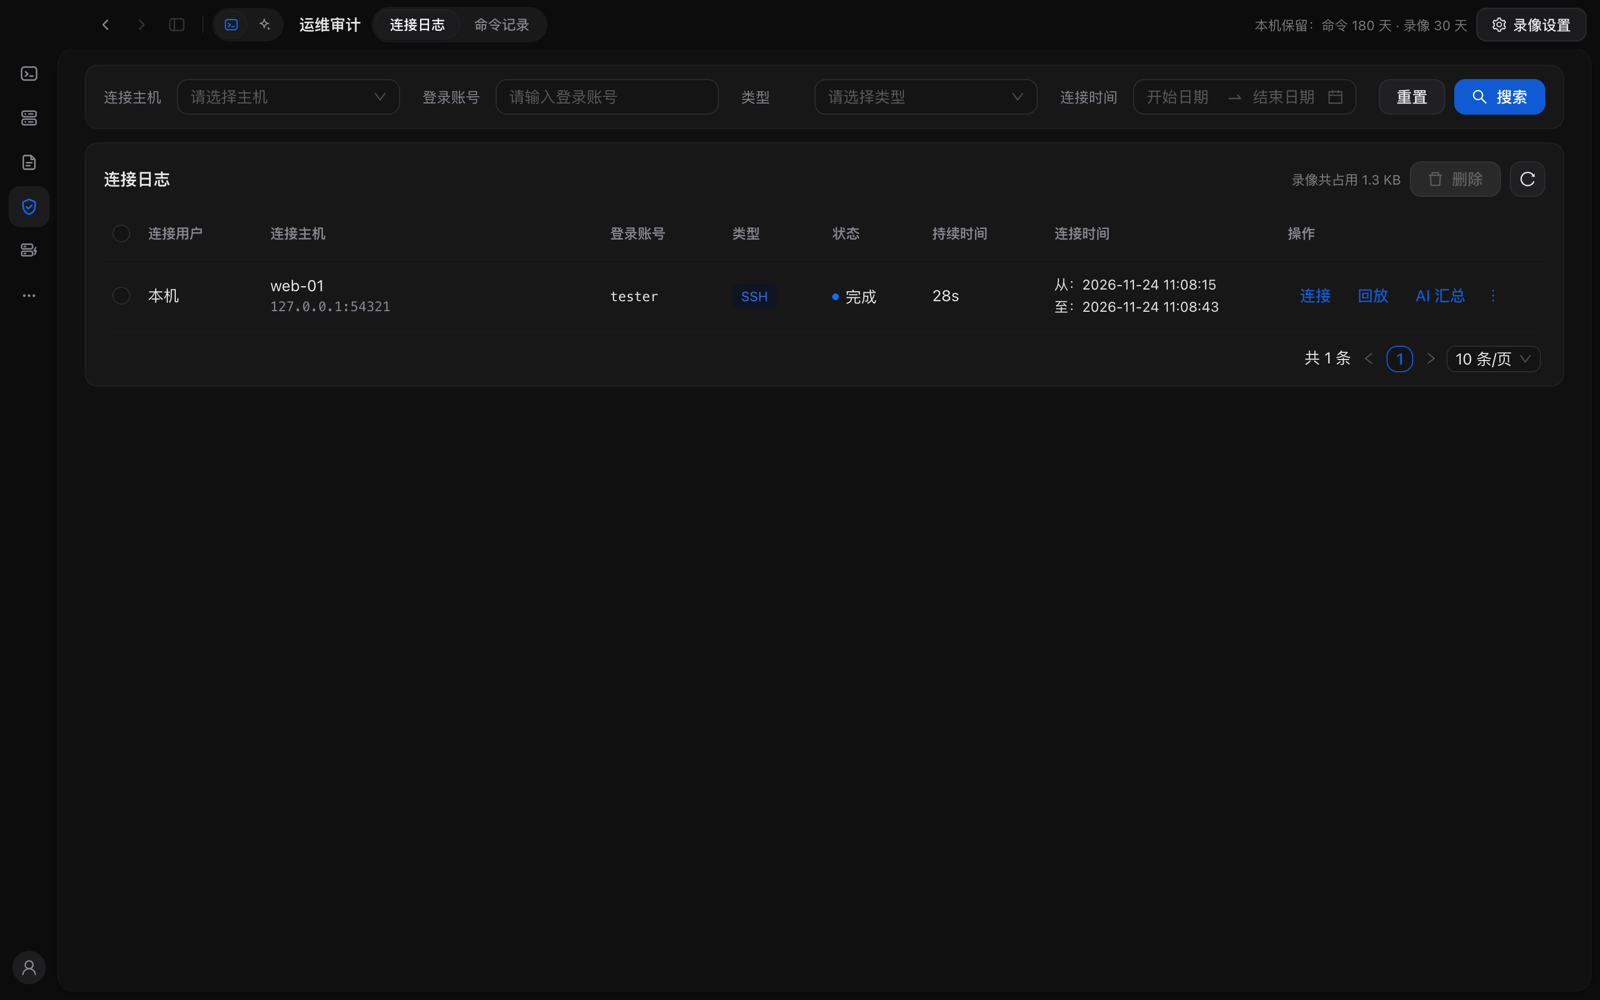 运维审计
连接日志
命令记录
本机保留：命令 180 天 · 录像 30 天
录像设置
连接主机
请选择主机
登录账号
请输入登录账号
类型
请选择类型
连接时间
开始日期
结束日期
重置
搜索
连接日志
录像共占用 1.3 KB
删除
连接用户
连接主机
登录账号
类型
状态
持续时间
连接时间
操作
本机
web-01
127.0.0.1:54321
tester
SSH
完成
28s
从：2026-11-24 11:08:15
至：2026-11-24 11:08:43
连接
回放
AI 汇总
共 1 条
1
10 条/页